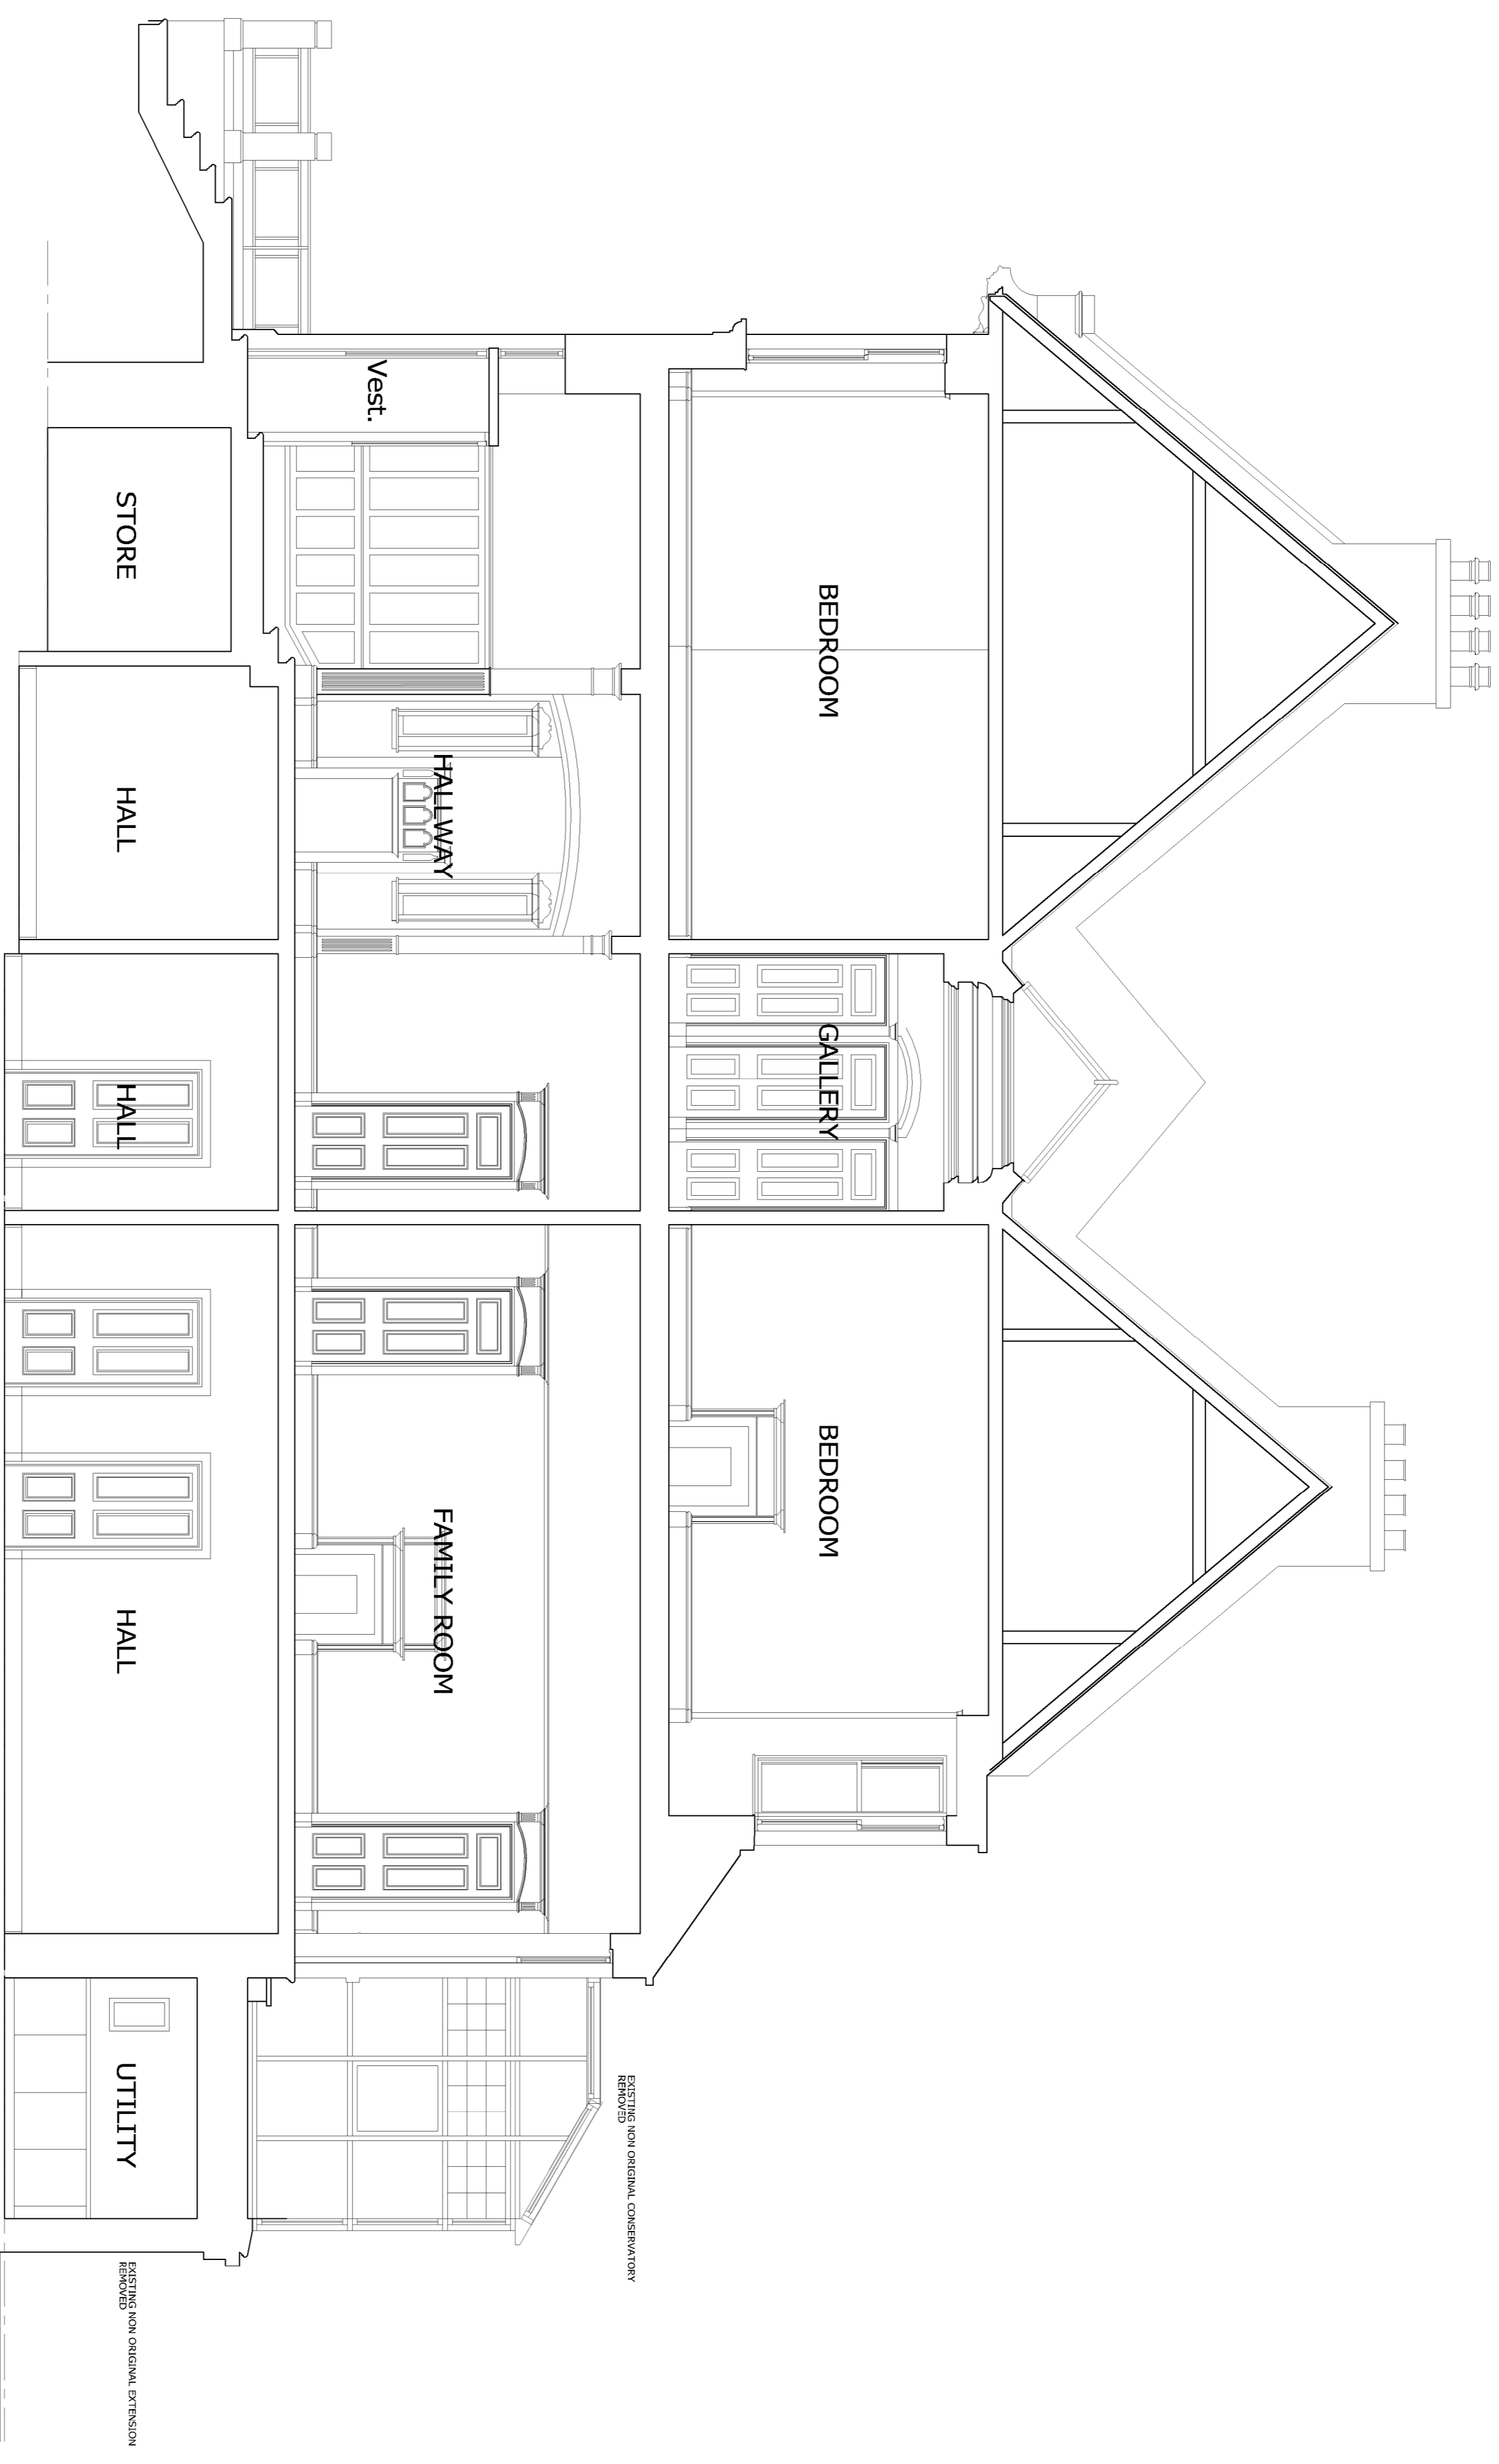 BEDROOM
GALLERY
BEDROOM
EXISTING NON ORIGINAL CONSERVATORY
REMOVED
Vest.
HALLWAY
FAMILY ROOM
STORE
HALL
HALL
HALL
UTILITY
EXISTING NON ORIGINAL EXTENSION
REMOVED